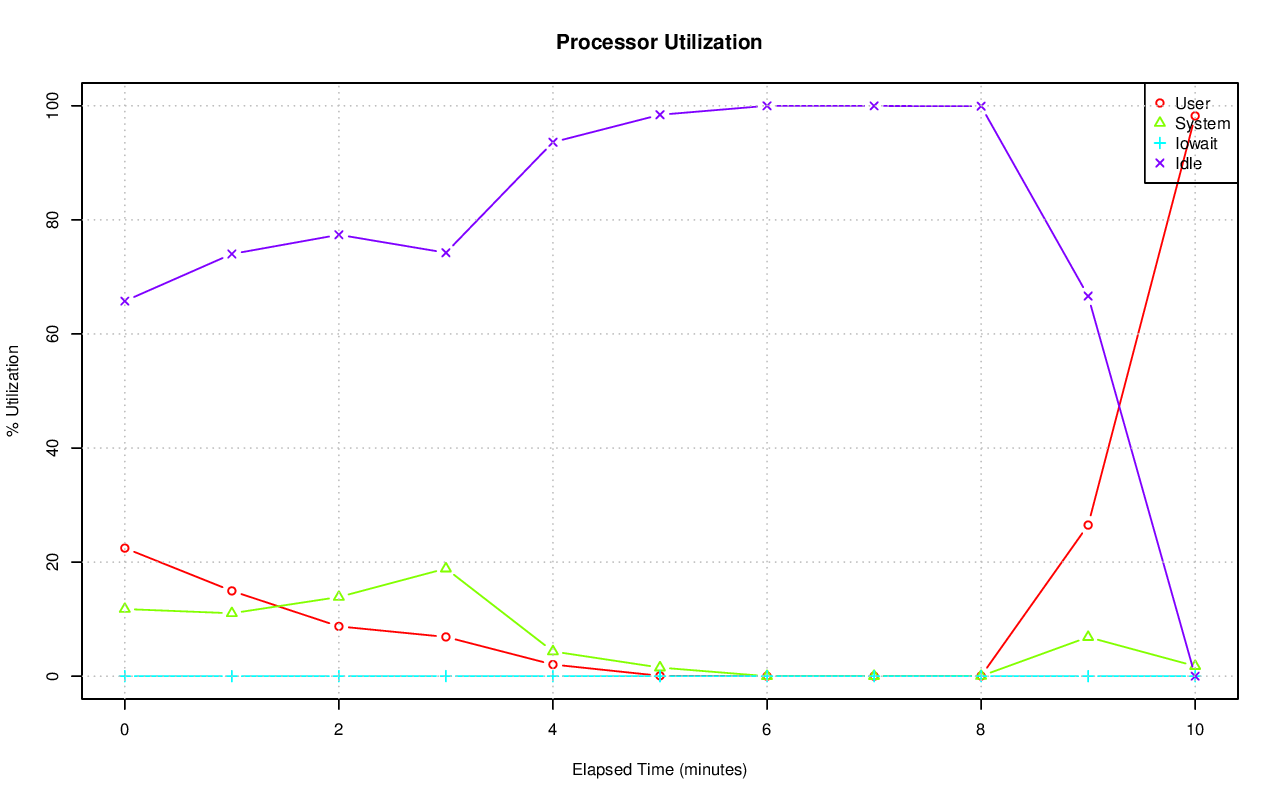 Processor Utilization
% Utilization
100
80
60
40
20
0
User
System
Iowait
Idle
0 2 4 6 8 10
Elapsed Time (minutes)